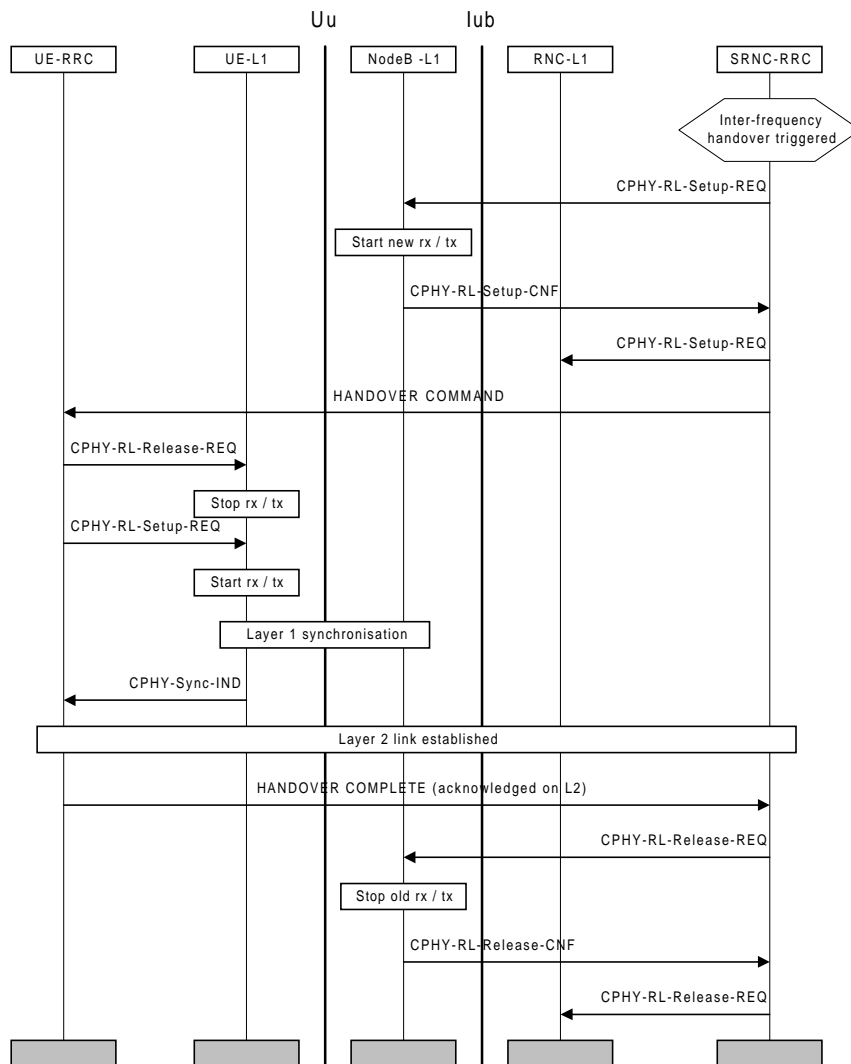 Uu Iub
UE-RRC UE-L1 NodeB -L1 RNC-L1 SRNC-RRC
Inter-frequency
handover triggered
CPHY-RL-Setup-REQ
Start new rx / tx
CPHY-RL-Setup-CNF
CPHY-RL-Setup-REQ
HANDOVER COMMAND
CPHY-RL-Release-REQ
Stop rx / tx
CPHY-RL-Setup-REQ
Start rx / tx
Layer 1 synchronisation
CPHY-Sync-IND
Layer 2 link established
HANDOVER COMPLETE (acknowledged on L2)
CPHY-RL-Release-REQ
Stop old rx / tx
CPHY-RL-Release-CNF
CPHY-RL-Release-REQ